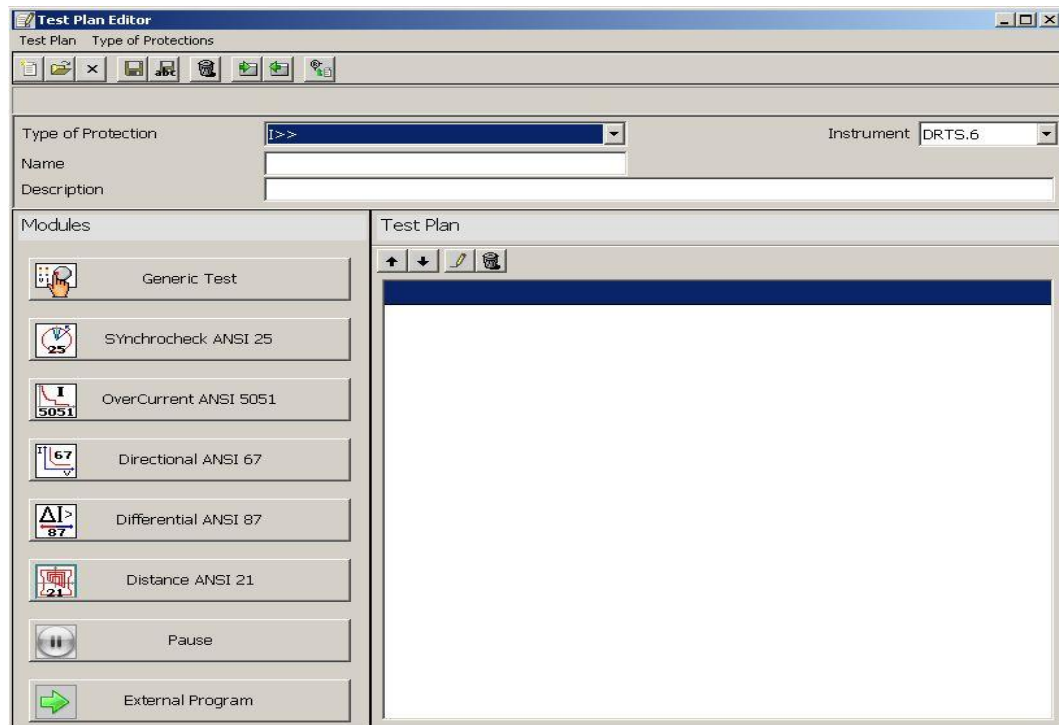 Test Plan Editor
Test Plan Type of Protections
abc
Type of Protection I>> Instrument DRTS.6
Name
Description
Modules Test Plan
Generic Test
25 SYnchrocheck ANSI 25
I 5051 OverCurrent ANSI 5051
I 67 V Directional ANSI 67
ΔI> 87 Differential ANSI 87
21 Distance ANSI 21
Pause
External Program